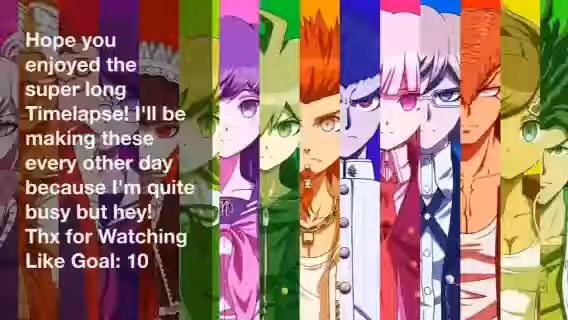 Hope you
enjoyed the
super long
Timelapse! I'll be
making these
every other day
because I'm quite
busy but hey!
Thx for Watching
Like Goal: 10